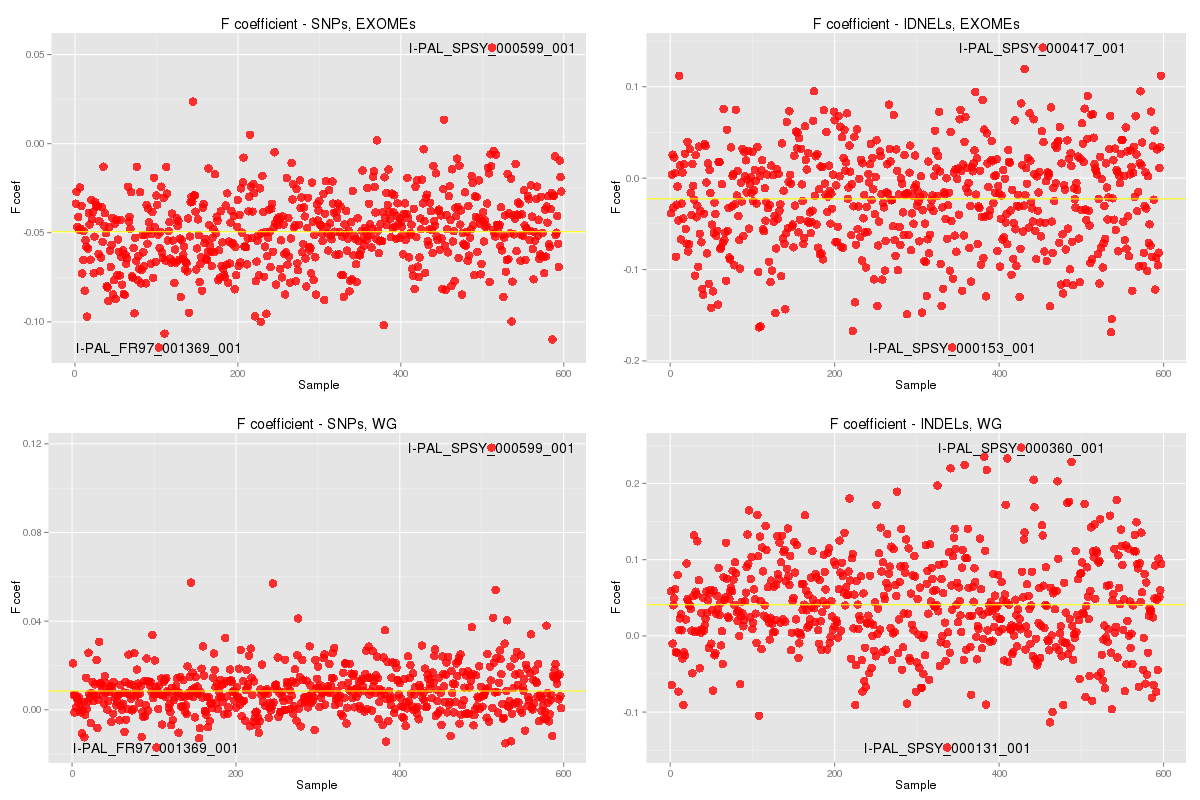 F coefficient - SNPs, EXOMEs
I-PAL_SPSY_000599_001
0.05
0.00
-0.05
-0.10
F coef
I-PAL_FR97_001369_001
0
200
400
600
Sample
F coefficient - IDNELs, EXOMEs
I-PAL_SPSY_000417_001
0.1
0.0
-0.1
-0.2
F coef
I-PAL_SPSY_000153_001
0
200
400
600
Sample
F coefficient - SNPs, WG
0.12
I-PAL_SPSY_000599_001
0.08
0.04
0.00
F coef
I-PAL_FR97_001369_001
0
200
400
600
Sample
F coefficient - INDELs, WG
I-PAL_SPSY_000360_001
0.2
0.1
0.0
-0.1
F coef
I-PAL_SPSY_000131_001
0
200
400
600
Sample